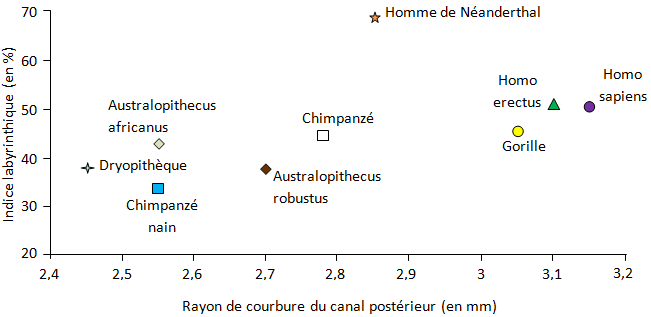 70
Homme de Néanderthal
60
Indice labyrinthique (en %)
Homo
erectus
Homo
sapiens
50
Australopithecus
africanus
Chimpanzé
Gorille
40
Dryopithèque
Australopithecus
robustus
Chimpanzé
nain
30
20
2,4 2,5 2,6 2,7 2,8 2,9 3 3,1 3,2
Rayon de courbure du canal postérieur (en mm)